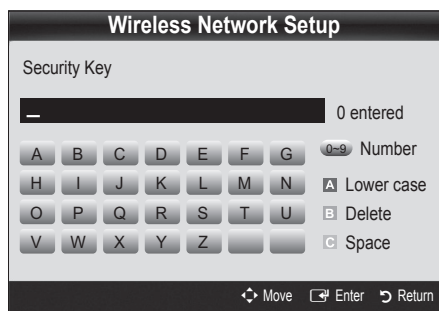 Wireless Network Setup
Security Key
_ 0 entered
A B C D E F G 0~9 Number
H I J K L M N A Lower case
O P Q R S T U B Delete
V W X Y Z C Space
Move Enter Return